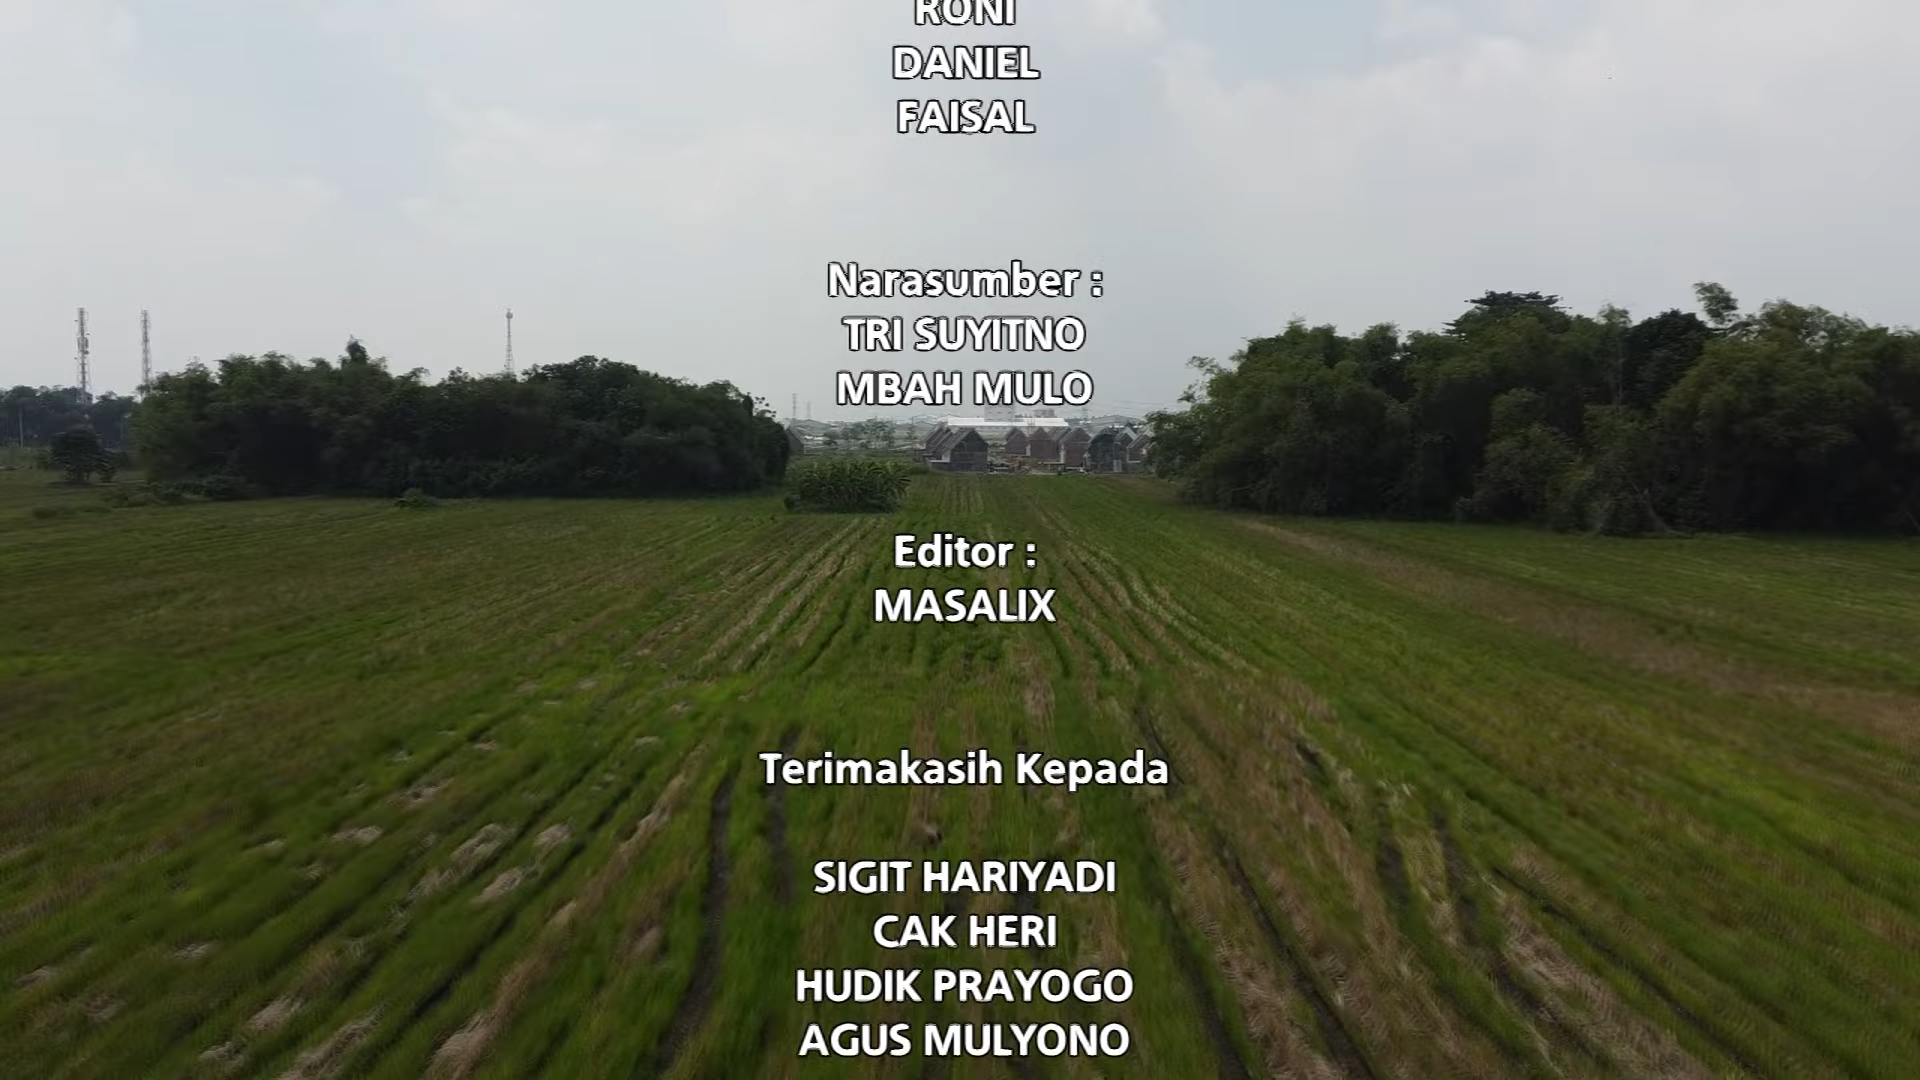 RONI
DANIEL
FAISAL
Narasumber :
TRI SUYITNO
MBAH MULO
Editor :
MASALIX
Terimakasih Kepada
SIGIT HARIYADI
CAK HERI
HUDIK PRAYOGO
AGUS MULYONO